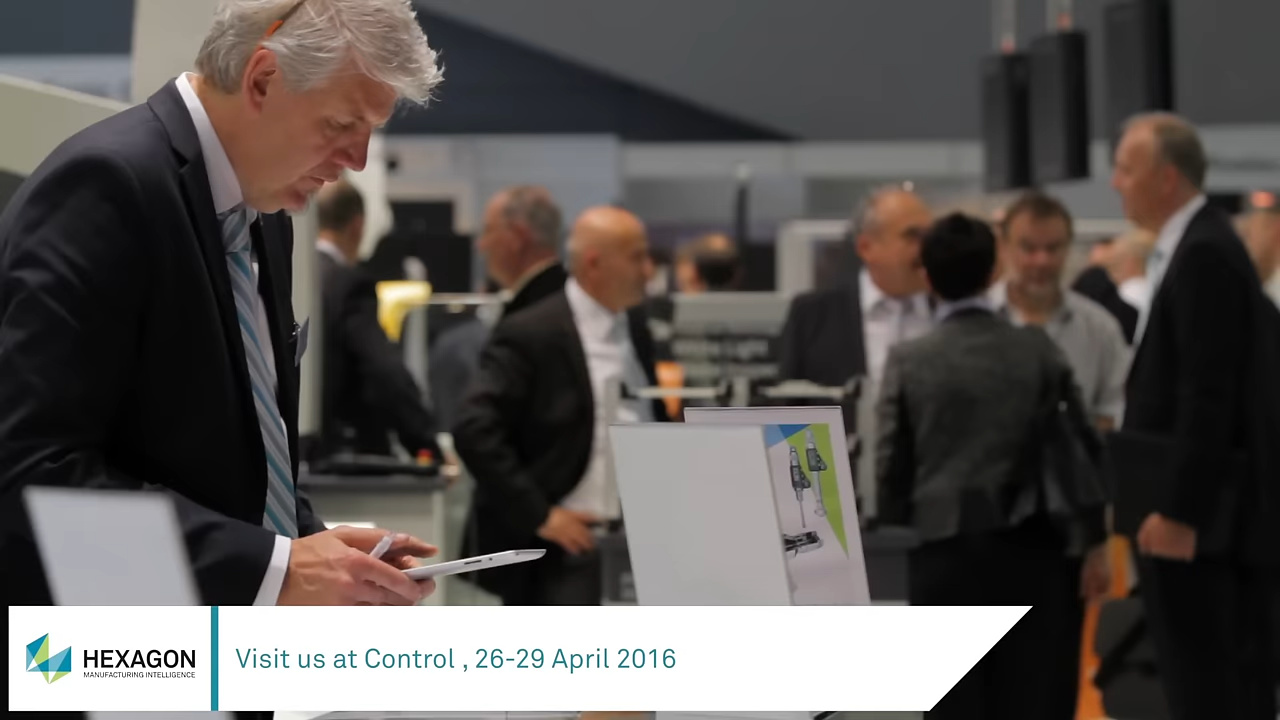 HEXAGON
MANUFACTURING INTELLIGENCE
Visit us at Control , 26-29 April 2016